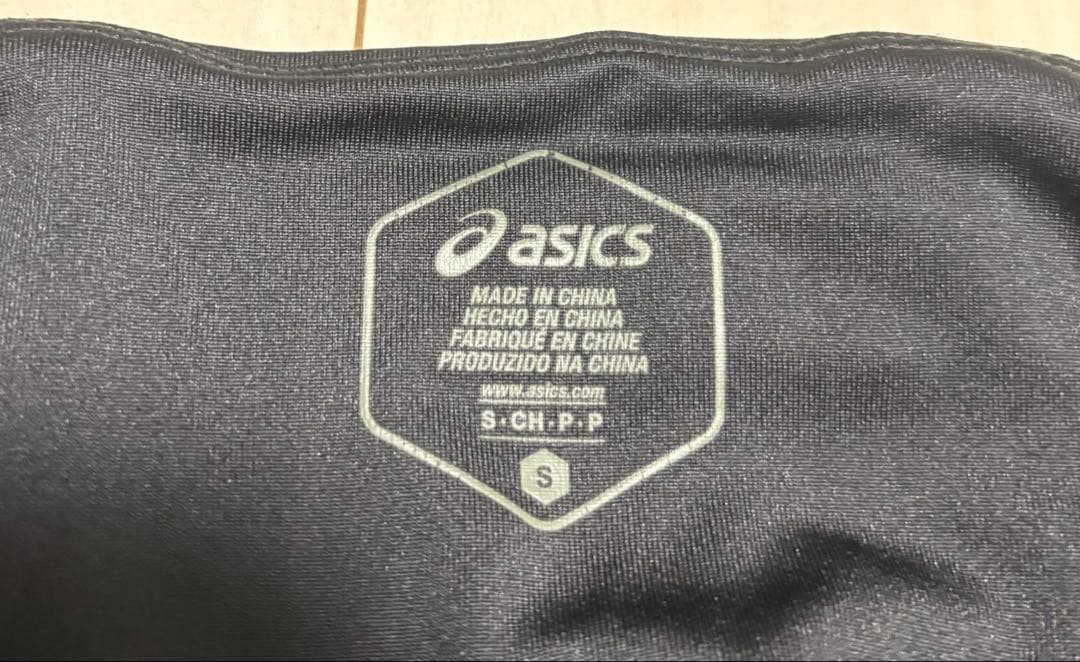 asics
MADE IN CHINA
HECHO EN CHINA
FABRIQUÉ EN CHINE
PRODUZIDO NA CHINA
www.asics.com
S·CH·P·P
S